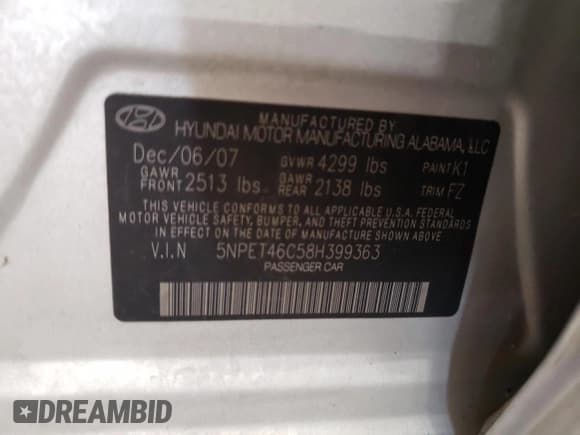 MANUFACTURED BY
HYUNDAI MOTOR MANUFACTURING ALABAMA, LLC
Dec/06/07 GVWR 4299 lbs PAINT K1
GAWR FRONT 2513 lbs GAWR REAR 2138 lbs TRIM FZ
THIS VEHICLE CONFORMS TO ALL APPLICABLE U.S.A. FEDERAL
MOTOR VEHICLE SAFETY, BUMPER, AND THEFT PREVENTION STANDARDS
IN EFFECT ON THE DATE OF MANUFACTURE SHOWN ABOVE.
V.I.N 5NPET46C58H399363
PASSENGER CAR
DREAMBID